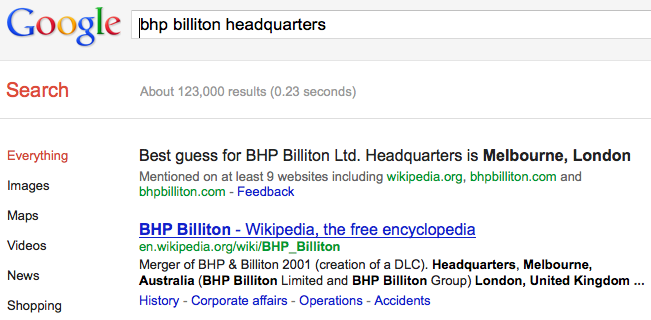 Google
bhp billiton headquarters
Search
About 123,000 results (0.23 seconds)
Everything
Images
Maps
Videos
News
Shopping
Best guess for BHP Billiton Ltd. Headquarters is Melbourne, London
Mentioned on at least 9 websites including wikipedia.org, bhpbilliton.com and
bhpbilliton.com - Feedback
BHP Billiton - Wikipedia, the free encyclopedia
en.wikipedia.org/wiki/BHP_Billiton
Merger of BHP & Billiton 2001 (creation of a DLC). Headquarters, Melbourne,
Australia (BHP Billiton Limited and BHP Billiton Group) London, United Kingdom ...
History - Corporate affairs - Operations - Accidents